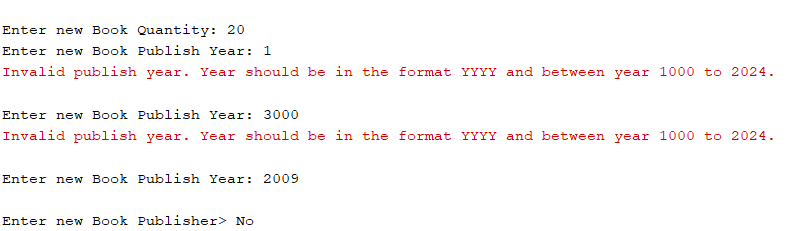 Enter new Book Quantity: 20
Enter new Book Publish Year: 1
Invalid publish year. Year should be in the format YYYY and between year 1000 to 2024.
Enter new Book Publish Year: 3000
Invalid publish year. Year should be in the format YYYY and between year 1000 to 2024.
Enter new Book Publish Year: 2009
Enter new Book Publisher> No